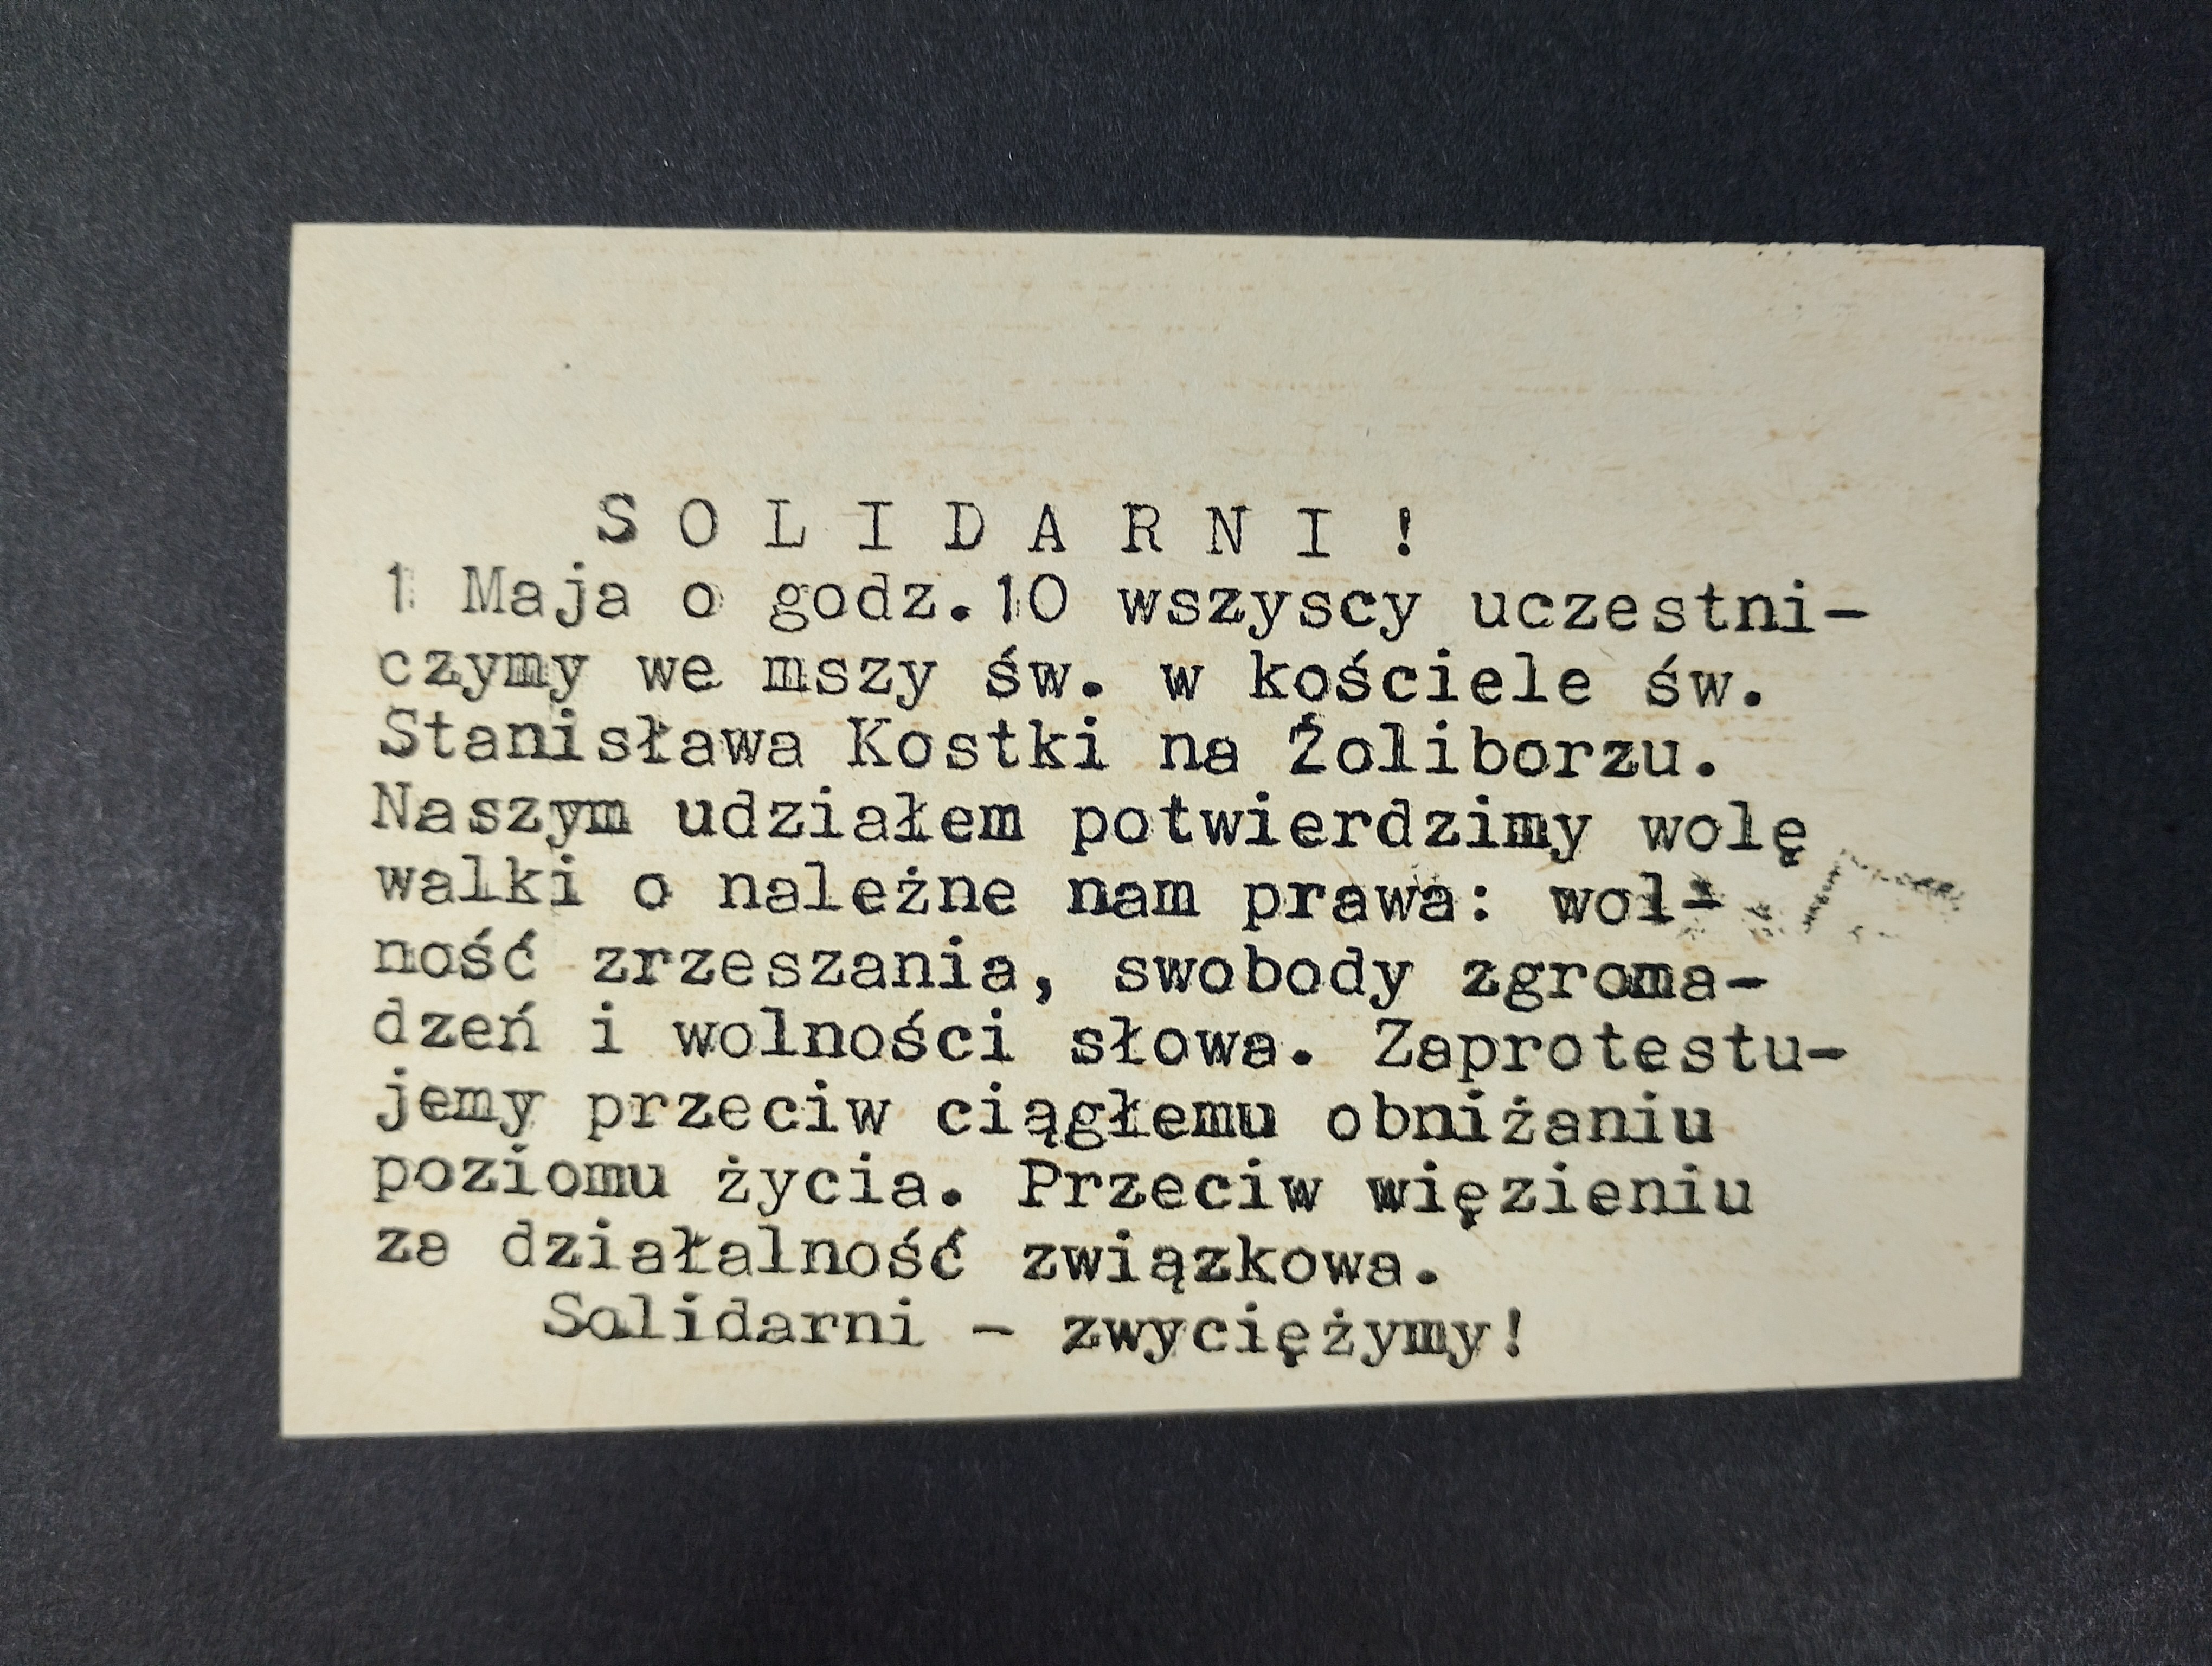 S O L I D A R N I !
1 Maja o godz.10 wszyscy uczestni-
czymy we mszy św. w kościele św.
Stanisława Kostki na Żoliborzu.
Naszym udziałem potwierdzimy wolę
walki o należne nam prawa: wol-
ność zrzeszania, swobody zgroma-
dzeń i wolności słowa. Zaprotestu-
jemy przeciw ciągłemu obniżaniu
poziomu życia. Przeciw więzieniu
za działalność związkowa.
Solidarni - zwyciężymy!